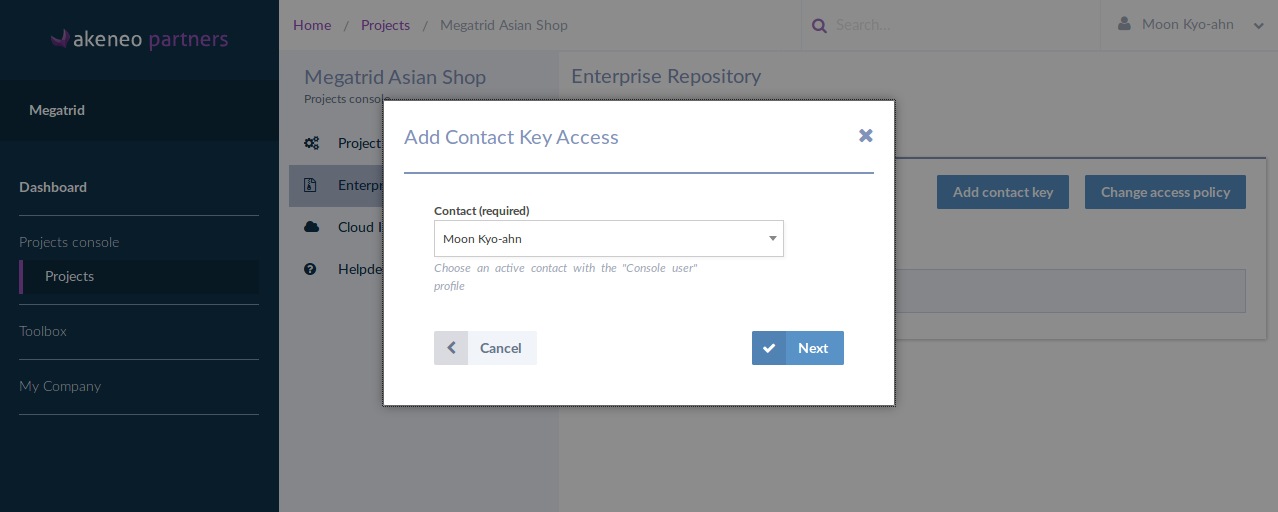 akeneo partners
Megatrid
Dashboard
Projects console
Projects
Toolbox
My Company
Home / Projects / Megatrid Asian Shop
Search...
Moon Kyo-ahn
Megatrid Asian Shop
Projects console
Project
Enterpr
Cloud I
Helpde
Enterprise Repository
Add contact key
Change access policy
Add Contact Key Access
Contact (required)
Moon Kyo-ahn
Choose an active contact with the "Console user"
profile
Cancel
Next